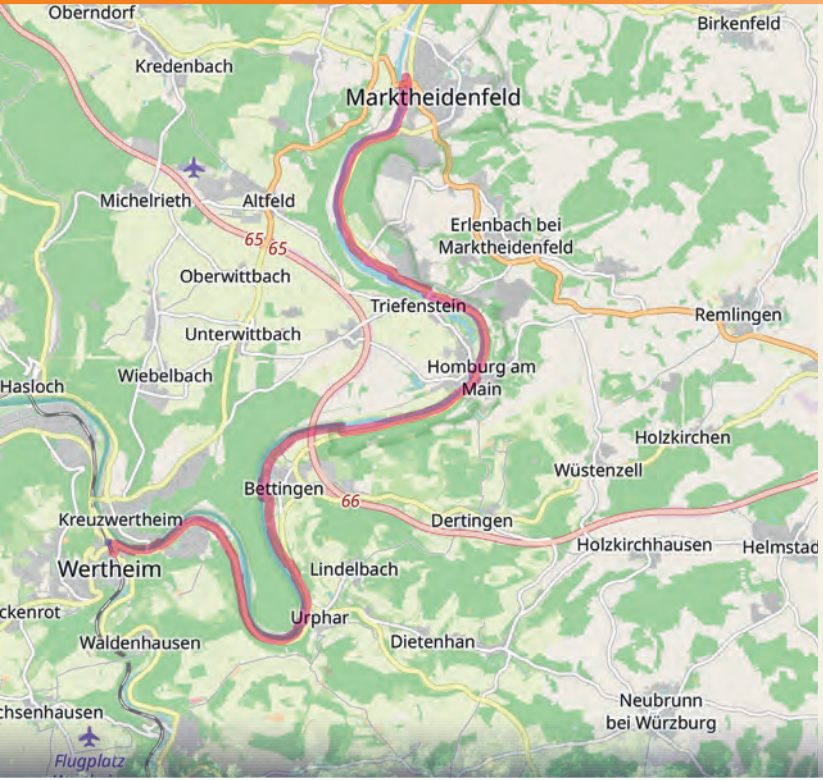 Oberndorf
Birkenfeld
Kredenbach
Marktheidenfeld
Michelrieth
Altfeld
Erlenbach bei
Marktheidenfeld
65
65
Oberwittbach
Triefenstein
Remlingen
Unterwittbach
Homburg am
Main
Wiebelbach
Hasloch
Holzkirchen
Wüstenzell
Bettingen
66
Kreuzwertheim
Dertingen
Holzkirchhausen
Helmstad
Wertheim
Lindelbach
ckenrot
Urphar
Waldenhausen
Dietenhan
Neubrunn
bei Würzburg
chsenhausen
Flugplatz